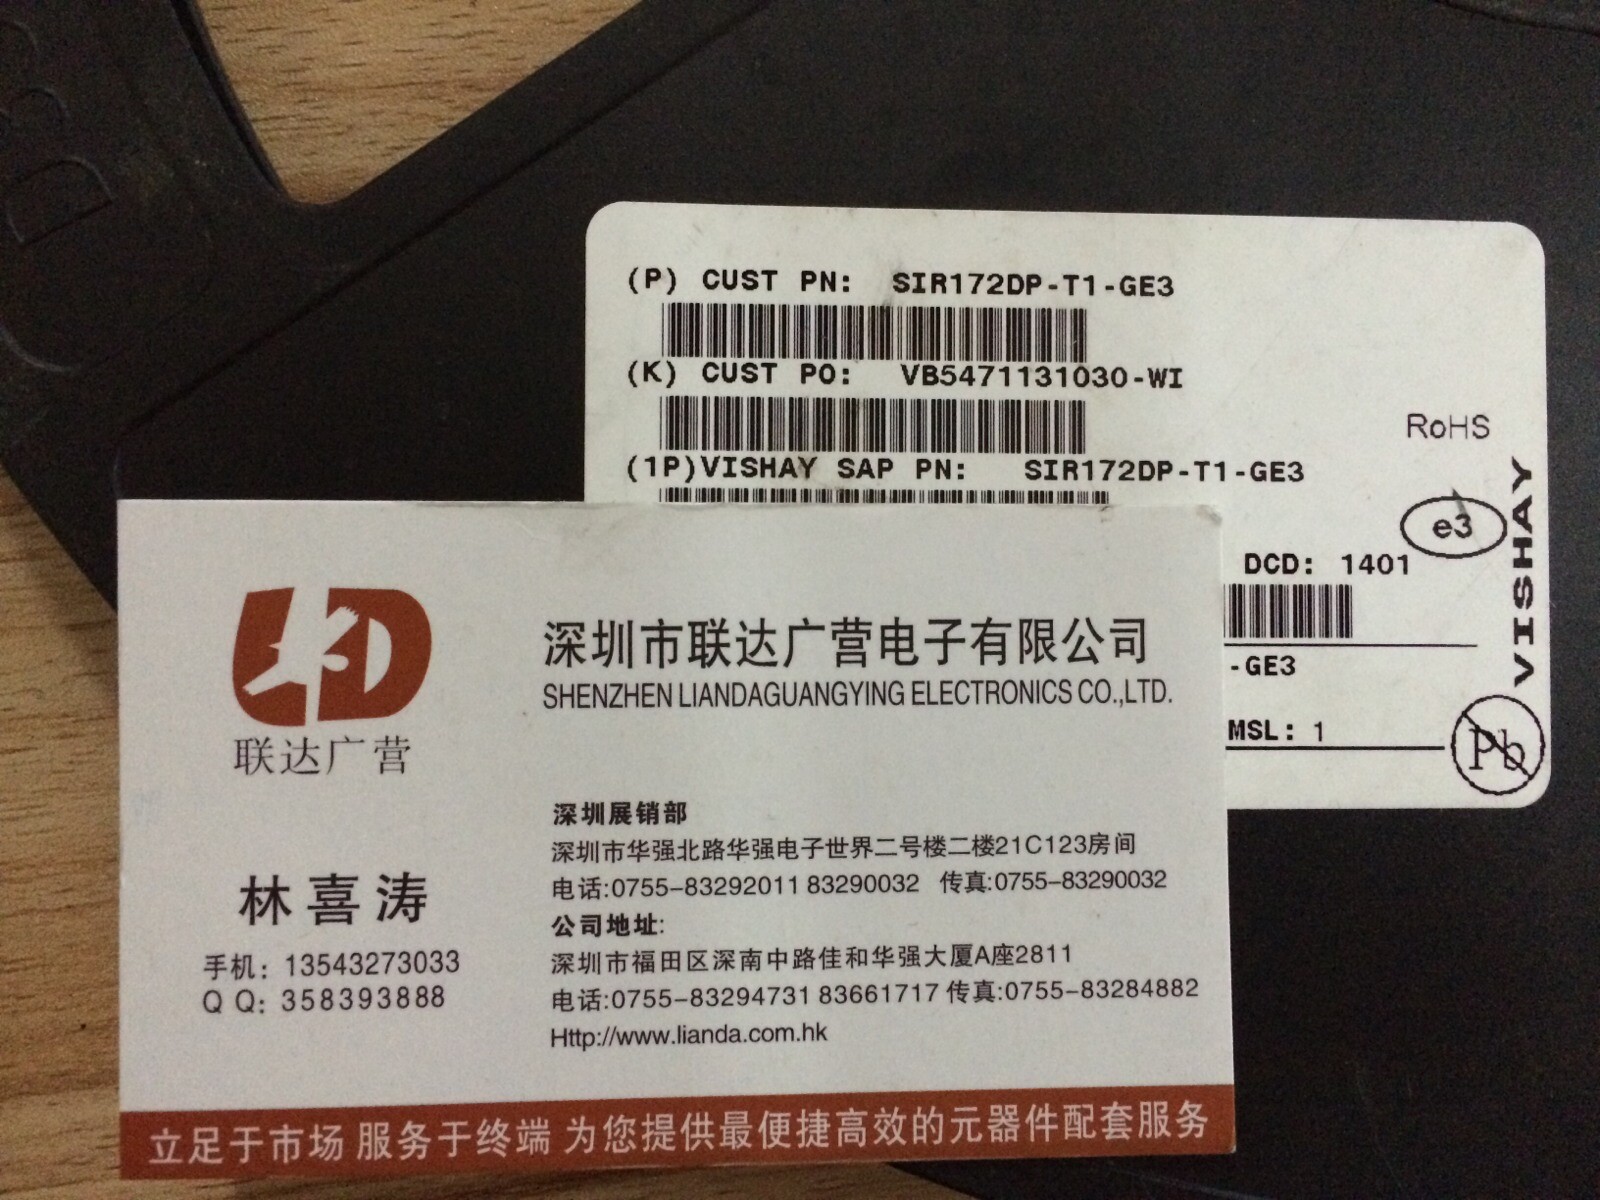 (P) CUST PN: SIR172DP-T1-GE3
(K) CUST PO: VB5471131030-WI
(1P)VISHAY SAP PN: SIR172DP-T1-GE3
RoHS
e3
VISHAY
DCD: 1401
-GE3
MSL: 1
Pb
联达广营
深圳市联达广营电子有限公司
SHENZHEN LIANDAGUANGYING ELECTRONICS CO.,LTD.
林喜涛
手机: 13543273033
QQ: 358393888
深圳展销部
深圳市华强北路华强电子世界二号楼二楼21C123房间
电话:0755-83292011 83290032 传真:0755-83290032
公司地址:
深圳市福田区深南中路佳和华强大厦A座2811
电话:0755-83294731 83661717 传真:0755-83284882
Http://www.lianda.com.hk
立足于市场 服务于终端 为您提供最便捷高效的元器件配套服务